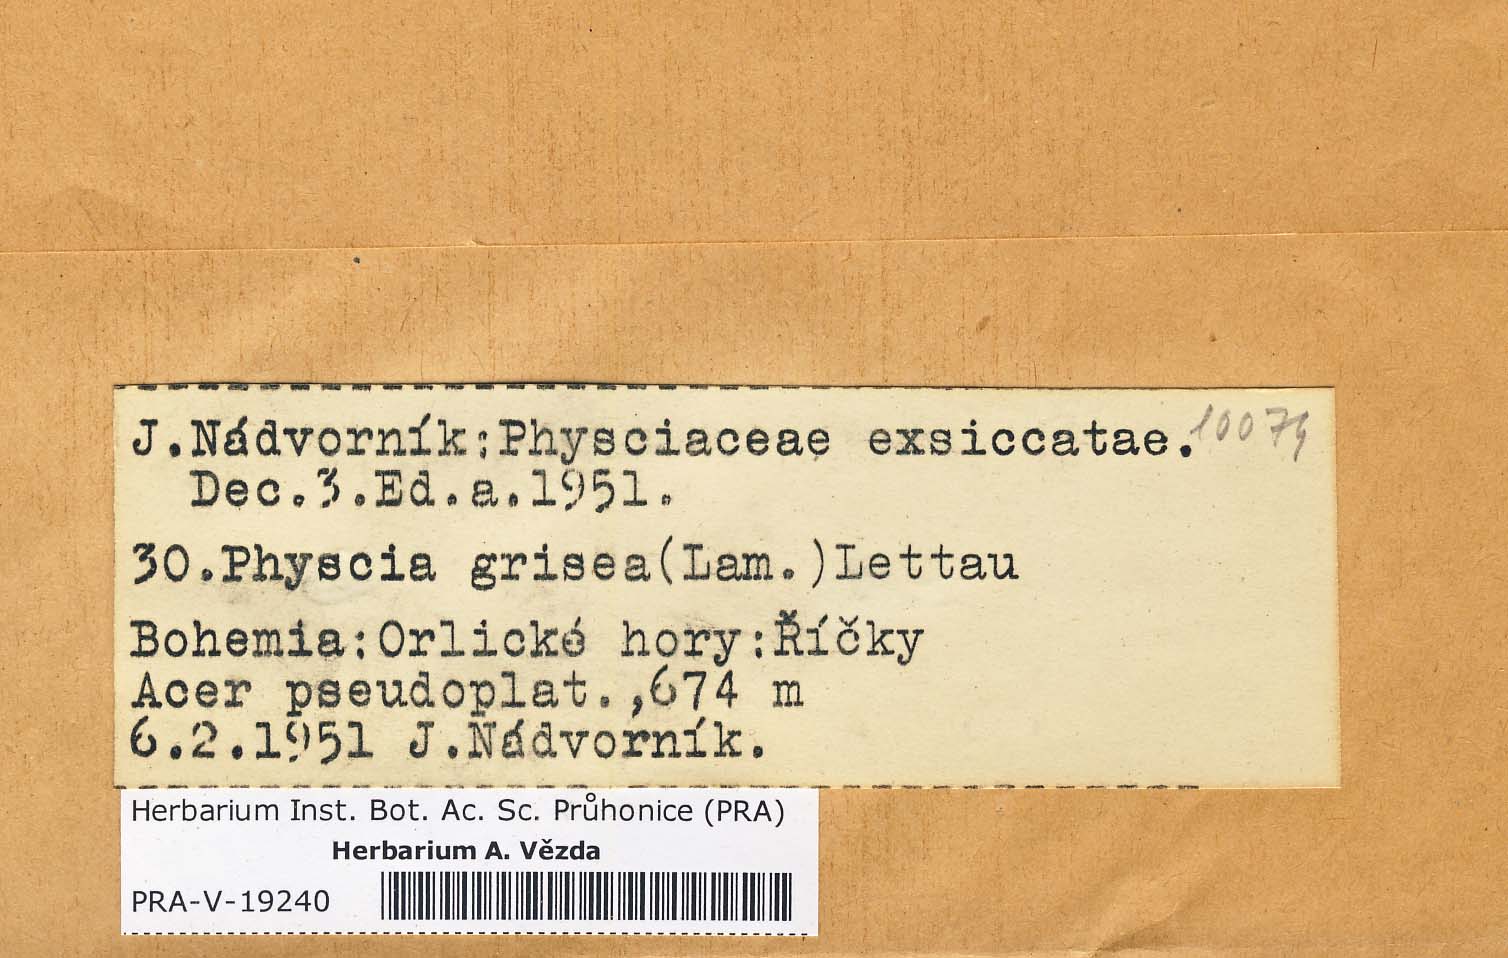 J.Nádvorník:Physciaceae exsiccatae.
Dec.3.Ed.a.1951.
30.Physcia grisea(Lam.)Lettau
Bohemia:Orlické hory:Říčky
Acer pseudoplat.,674 m
6.2.1951 J.Nádvorník.
Herbarium Inst. Bot. Ac. Sc. Průhonice (PRA)
Herbarium A. Vězda
PRA-V-19240